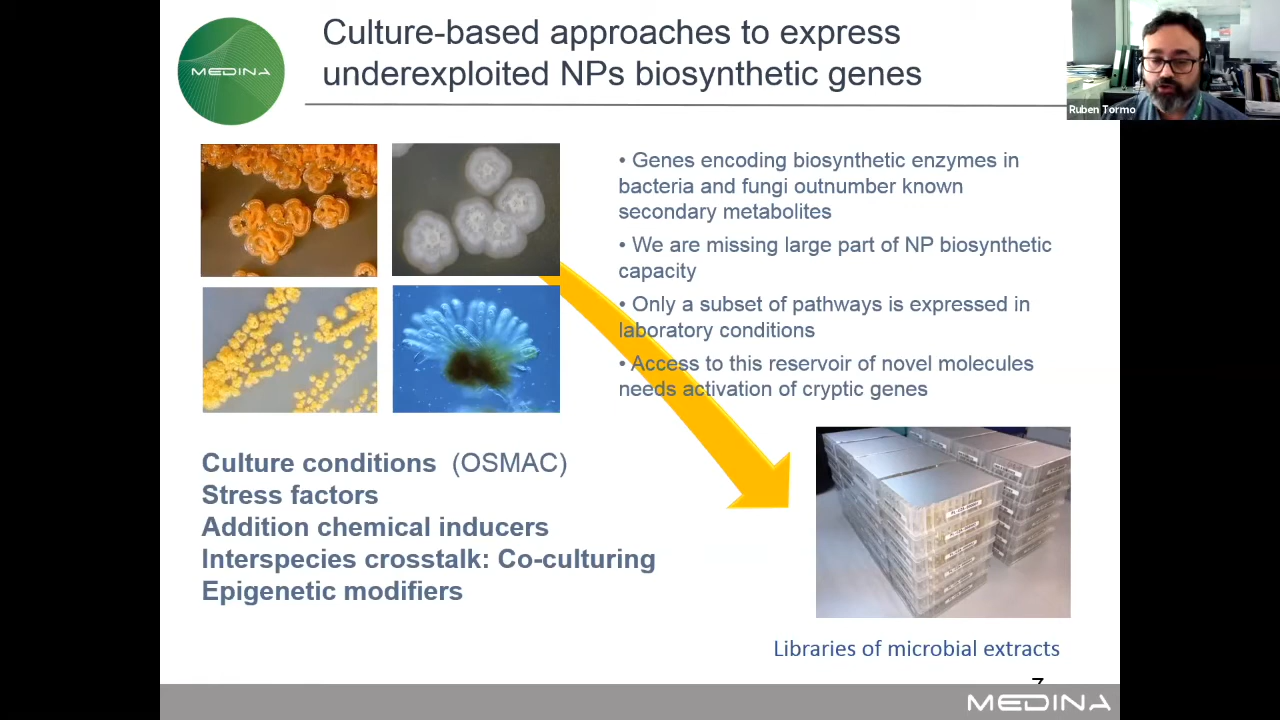 Culture-based approaches to express
underexploited NPs biosynthetic genes
MEDINA
Ruben Tormo
• Genes encoding biosynthetic enzymes in
bacteria and fungi outnumber known
secondary metabolites
• We are missing large part of NP biosynthetic
capacity
• Only a subset of pathways is expressed in
laboratory conditions
• Access to this reservoir of novel molecules
needs activation of cryptic genes
Culture conditions (OSMAC)
Stress factors
Addition chemical inducers
Interspecies crosstalk: Co-culturing
Epigenetic modifiers
Libraries of microbial extracts
7
MEDINA